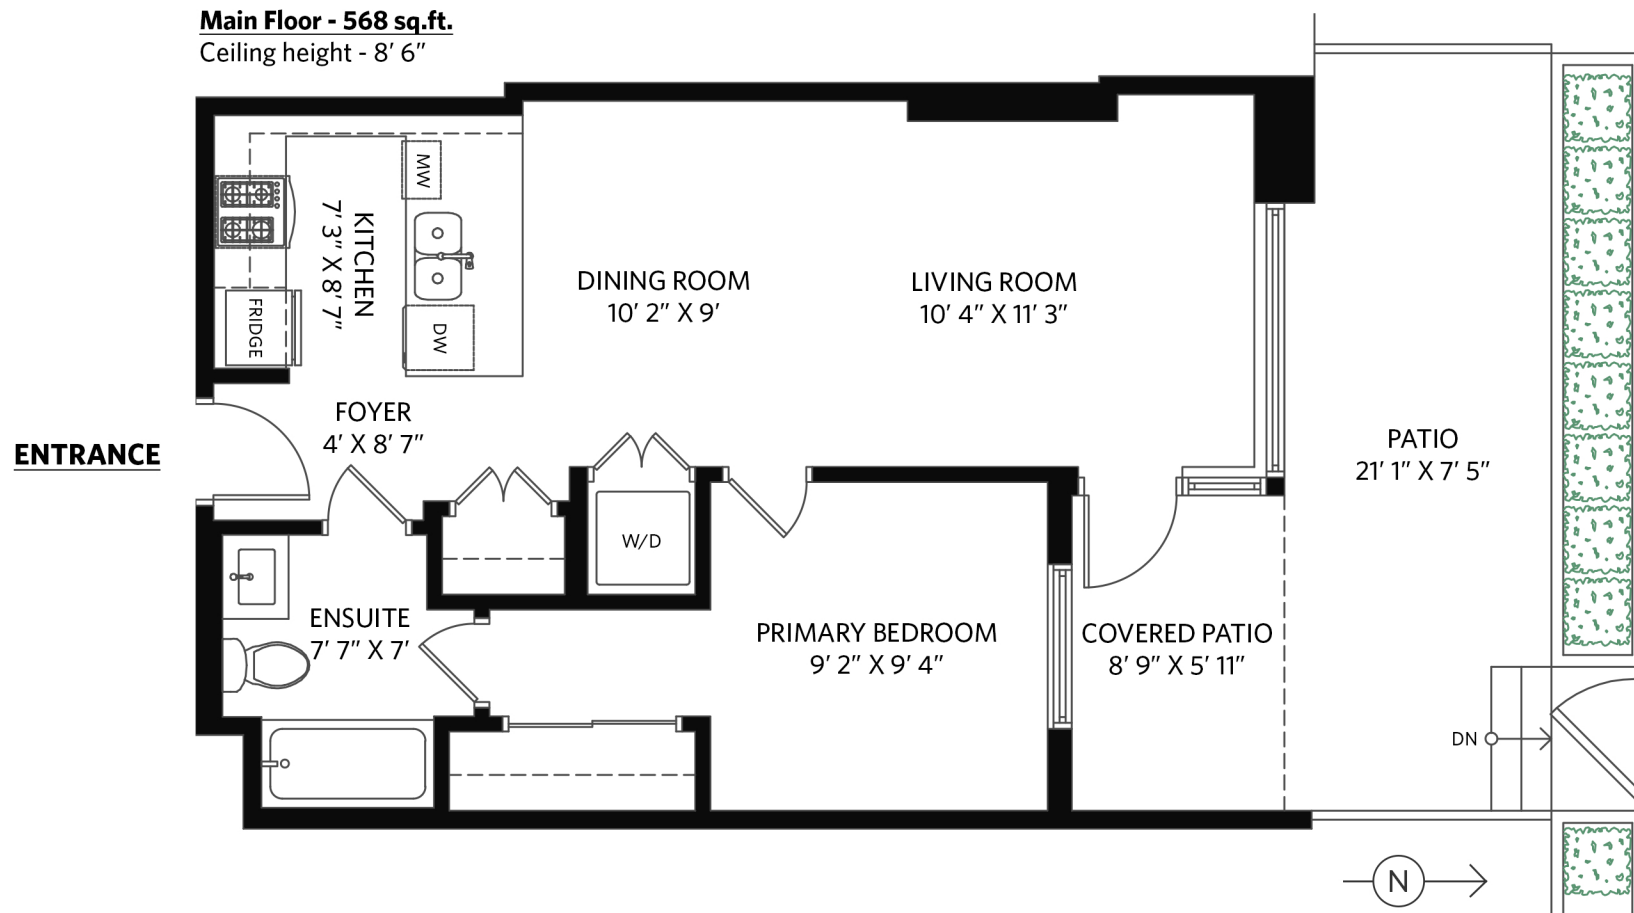 Main Floor - 568 sq.ft.
Ceiling height - 8' 6"
MW
KITCHEN
7' 3" X 8' 7"
FRIDGE
DW
DINING ROOM
10' 2" X 9'
LIVING ROOM
10' 4" X 11' 3"
FOYER
4' X 8' 7"
ENTRANCE
PATIO
21' 1" X 7' 5"
W/D
ENSUITE
7' 7" X 7'
PRIMARY BEDROOM
9' 2" X 9' 4"
COVERED PATIO
8' 9" X 5' 11"
DN
N